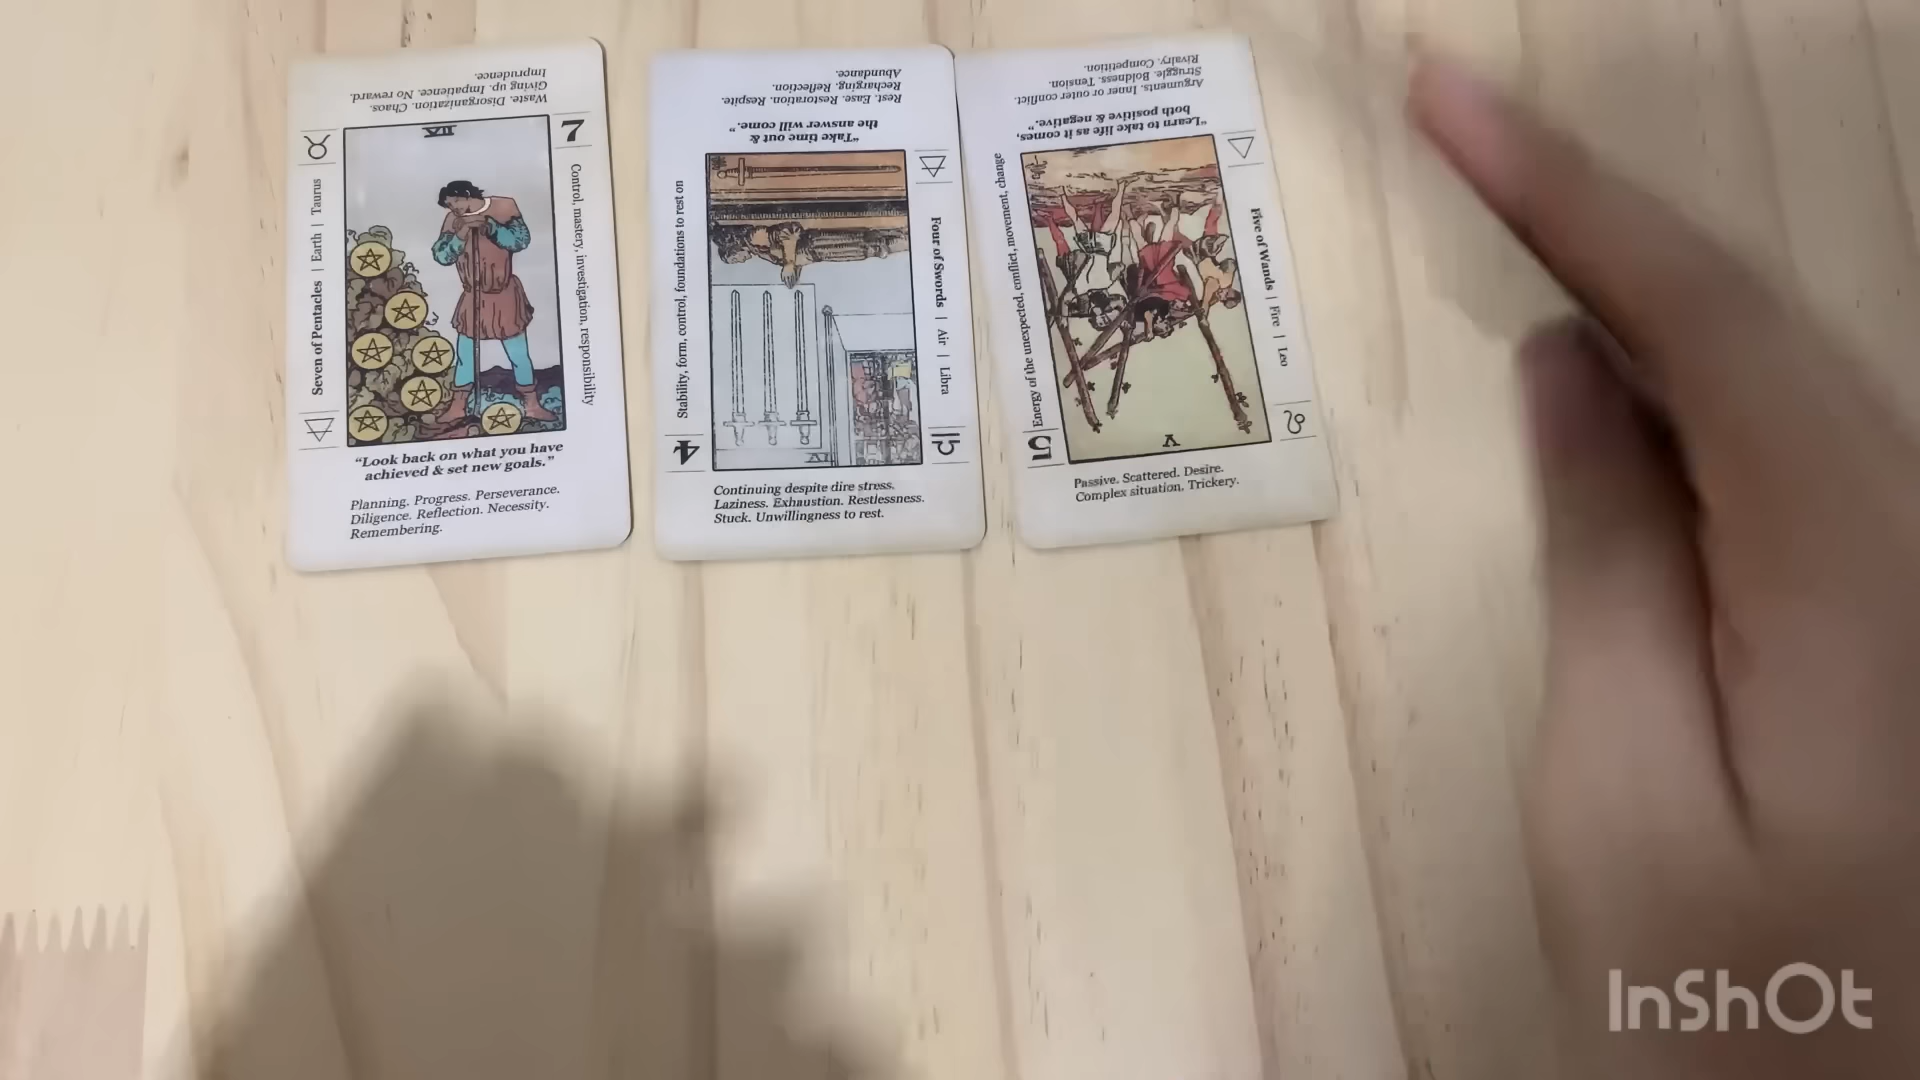 Waste. Disorganization. Chaos.
Giving up. Impatience. No reward.
Imprudence.
VII
7
Seven of Pentacles | Earth | Taurus
Control, mastery, investigation, responsibility
“Look back on what you have
achieved & set new goals.”
Planning. Progress. Perseverance.
Diligence. Reflection. Necessity.
Remembering.
“Take time out &
the answer will come.”
Rest. Ease. Restoration. Respite.
Recharging. Reflection.
Abundance.
Stability, form, control, foundations to rest on
Four of Swords | Air | Libra
4
IV
Continuing despite dire stress.
Laziness. Exhaustion. Restlessness.
Stuck. Unwillingness to rest.
“Learn to take life as it comes,
both positive & negative.”
Arguments. Inner or outer conflict.
Struggle. Boldness. Tension.
Rivalry. Competition.
Energy of the unexpected, conflict, movement, change
Five of Wands | Fire | Leo
5
V
Passive. Scattered. Desire.
Complex situation. Trickery.
InShOt